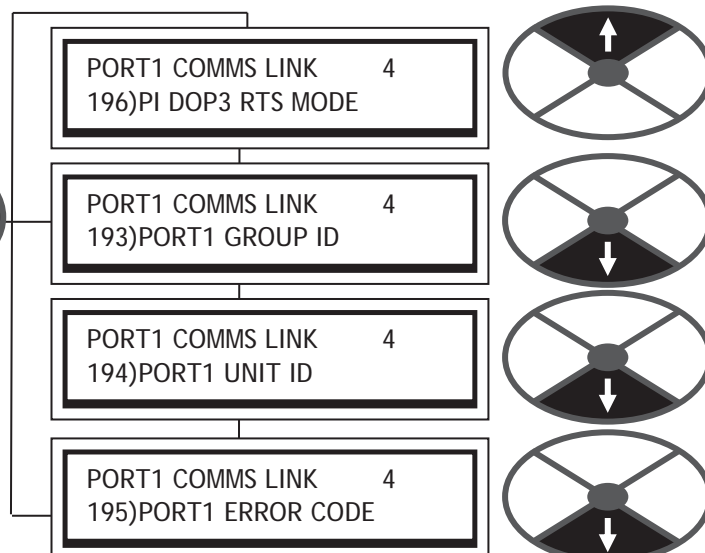 PORT1 COMMS LINK 4
196)PI DOP3 RTS MODE
PORT1 COMMS LINK 4
193)PORT1 GROUP ID
PORT1 COMMS LINK 4
194)PORT1 UNIT ID
PORT1 COMMS LINK 4
195)PORT1 ERROR CODE